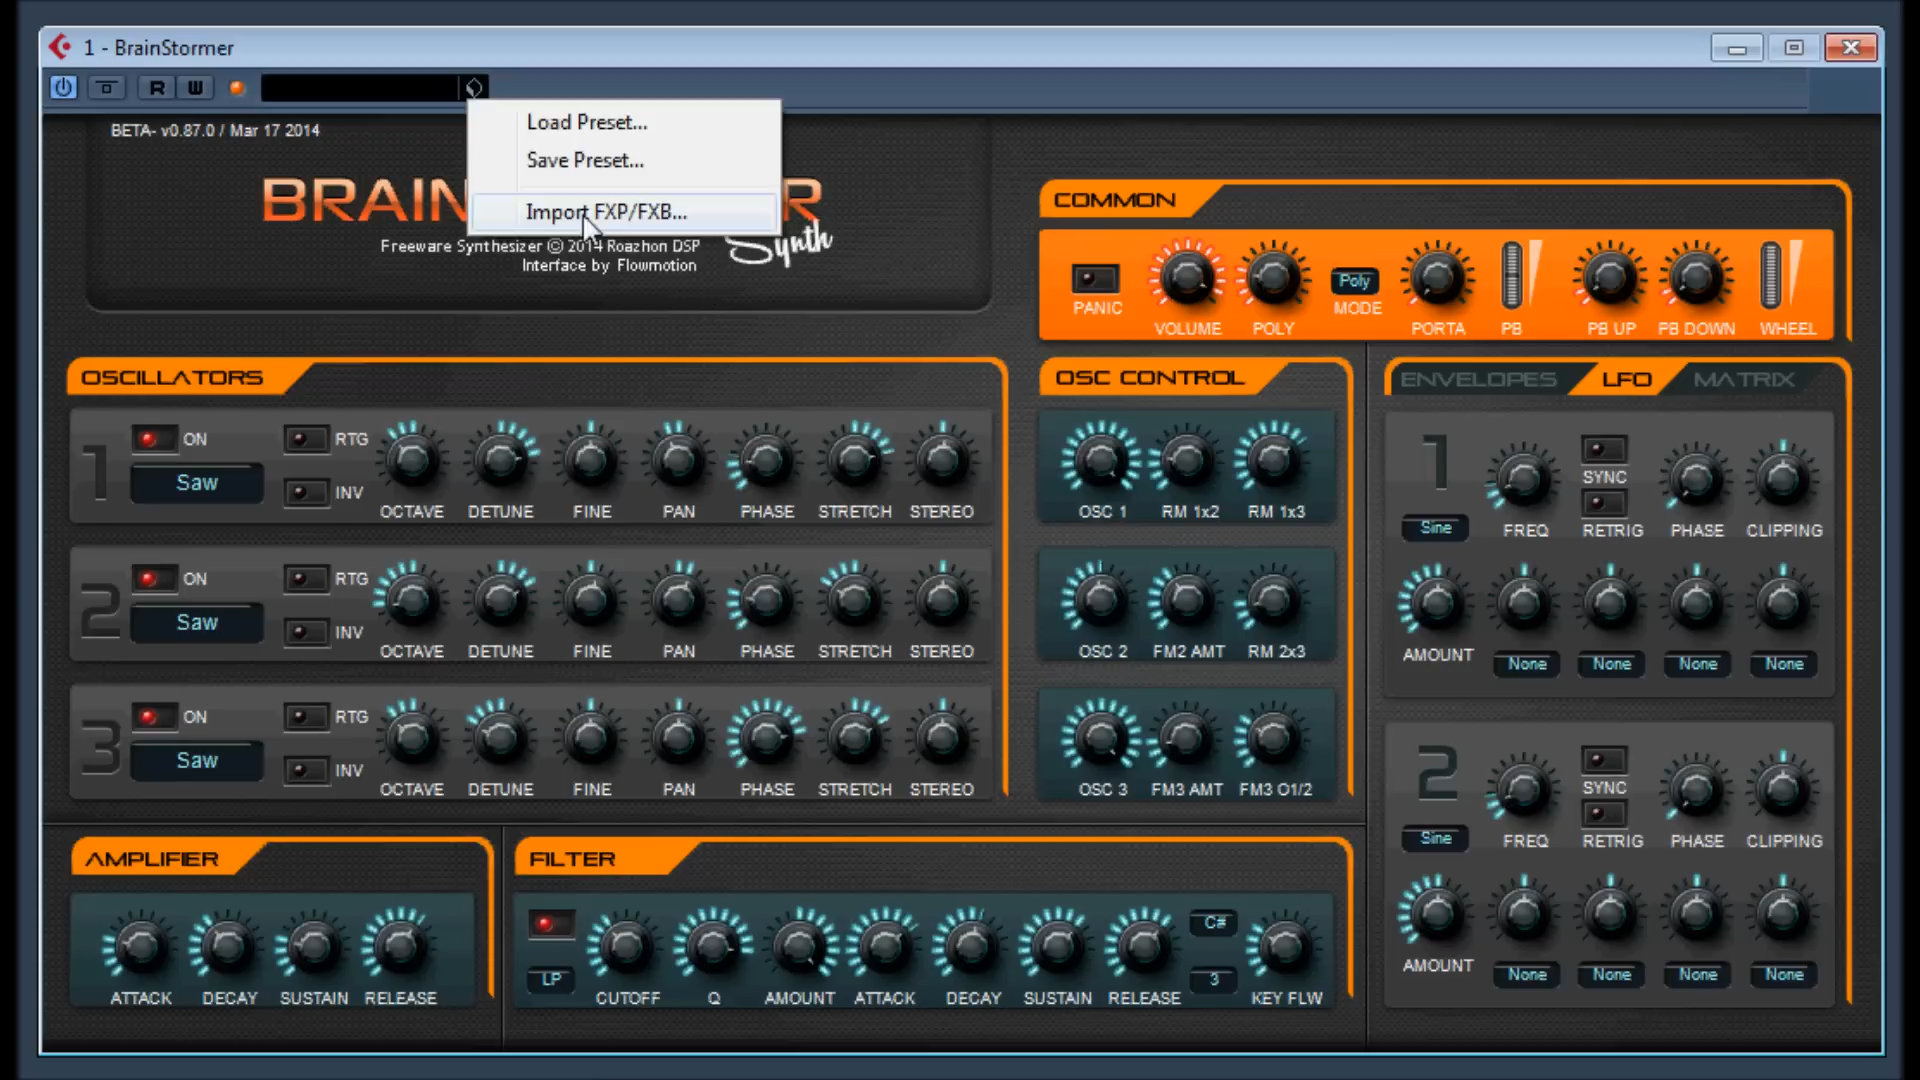 1 - BrainStormer
R W
Load Preset...
Save Preset...
Import FXP/FXB...
BETA- v0.87.0 / Mar 17 2014
BRAIN R
Synth
Freeware Synthesizer © 2014 Roazhon DSP
Interface by Flowmotion
COMMON
PANIC VOLUME POLY Poly MODE PORTA PB PB UP PB DOWN WHEEL
OSCILLATORS
1 ON RTG
Saw INV
OCTAVE DETUNE FINE PAN PHASE STRETCH STEREO
2 ON RTG
Saw INV
OCTAVE DETUNE FINE PAN PHASE STRETCH STEREO
3 ON RTG
Saw INV
OCTAVE DETUNE FINE PAN PHASE STRETCH STEREO
OSC CONTROL
OSC 1 RM 1x2 RM 1x3
OSC 2 FM2 AMT RM 2x3
OSC 3 FM3 AMT FM3 O1/2
ENVELOPES LFO MATRIX
1 SYNC
Sine FREQ RETRIG PHASE CLIPPING
AMOUNT None None None None
2 SYNC
Sine FREQ RETRIG PHASE CLIPPING
AMOUNT None None None None
AMPLIFIER
ATTACK DECAY SUSTAIN RELEASE
FILTER
C#
LP 3
CUTOFF Q AMOUNT ATTACK DECAY SUSTAIN RELEASE KEY FLW